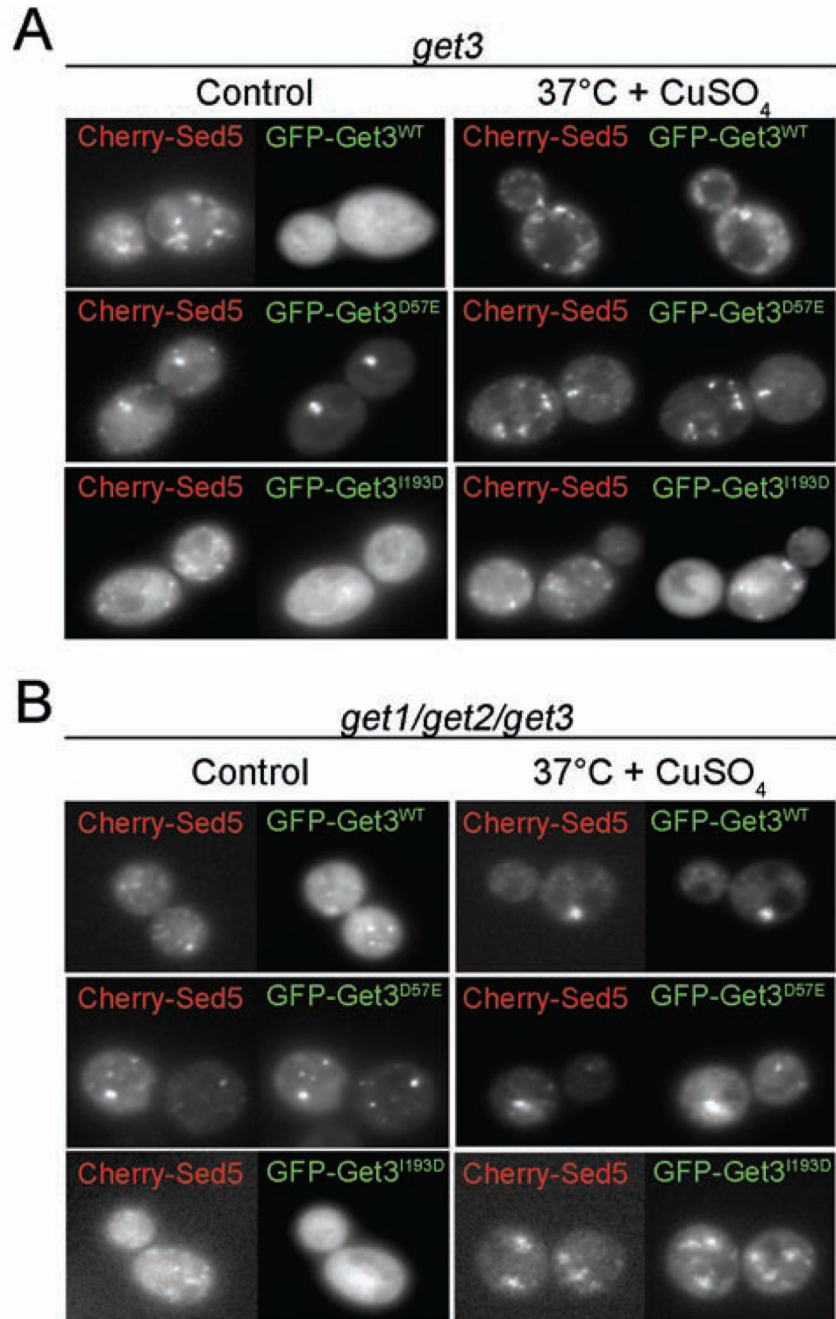 A
get3
Control 37°C + CuSO₄
Cherry-Sed5 GFP-Get3ᵂᵀ Cherry-Sed5 GFP-Get3ᵂᵀ
Cherry-Sed5 GFP-Get3ᴰ⁵⁷ᴱ Cherry-Sed5 GFP-Get3ᴰ⁵⁷ᴱ
Cherry-Sed5 GFP-Get3ᴵ¹⁹³ᴰ Cherry-Sed5 GFP-Get3ᴵ¹⁹³ᴰ
B
get1/get2/get3
Control 37°C + CuSO₄
Cherry-Sed5 GFP-Get3ᵂᵀ Cherry-Sed5 GFP-Get3ᵂᵀ
Cherry-Sed5 GFP-Get3ᴰ⁵⁷ᴱ Cherry-Sed5 GFP-Get3ᴰ⁵⁷ᴱ
Cherry-Sed5 GFP-Get3ᴵ¹⁹³ᴰ Cherry-Sed5 GFP-Get3ᴵ¹⁹³ᴰ